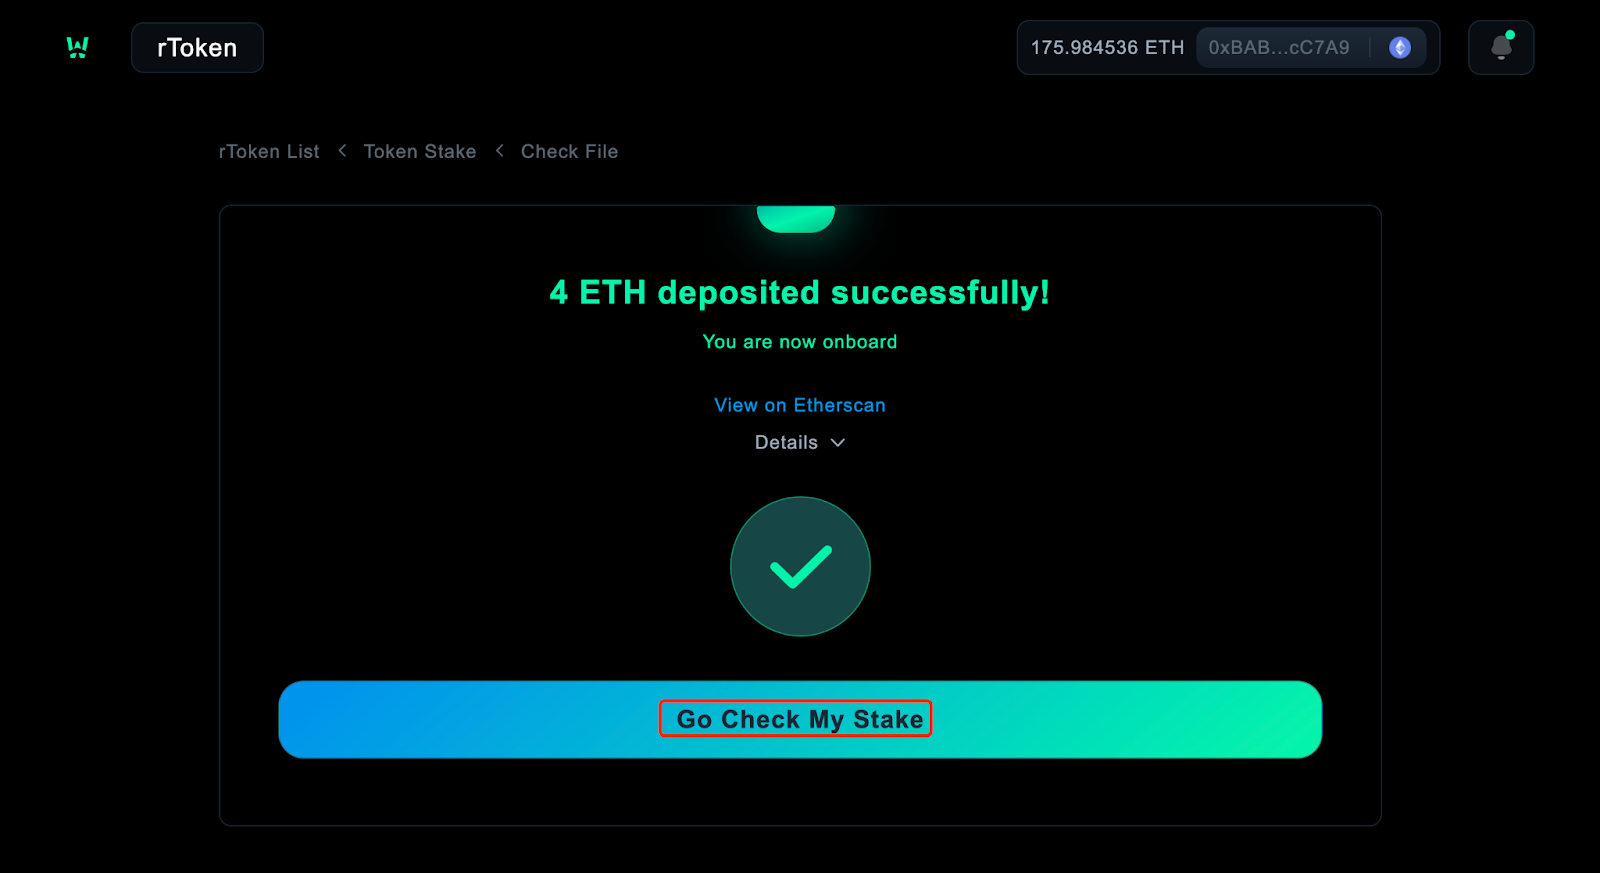 rToken
175.984536 ETH 0xBAB...cC7A9
rToken List < Token Stake < Check File
4 ETH deposited successfully!
You are now onboard
View on Etherscan
Details
Go Check My Stake